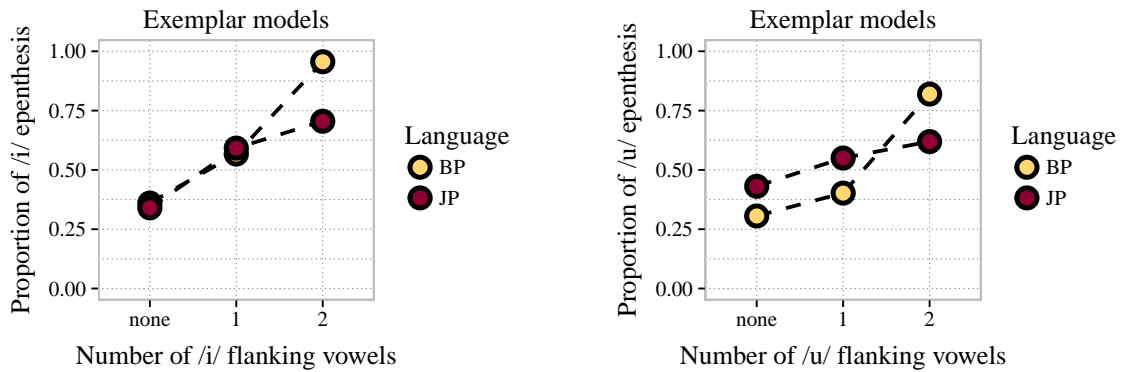 Exemplar models
Proportion of /i/ epenthesis
1.00
0.75
0.50
0.25
0.00
none 1 2
Number of /i/ flanking vowels
Language
BP
JP
Exemplar models
Proportion of /u/ epenthesis
1.00
0.75
0.50
0.25
0.00
none 1 2
Number of /u/ flanking vowels
Language
BP
JP